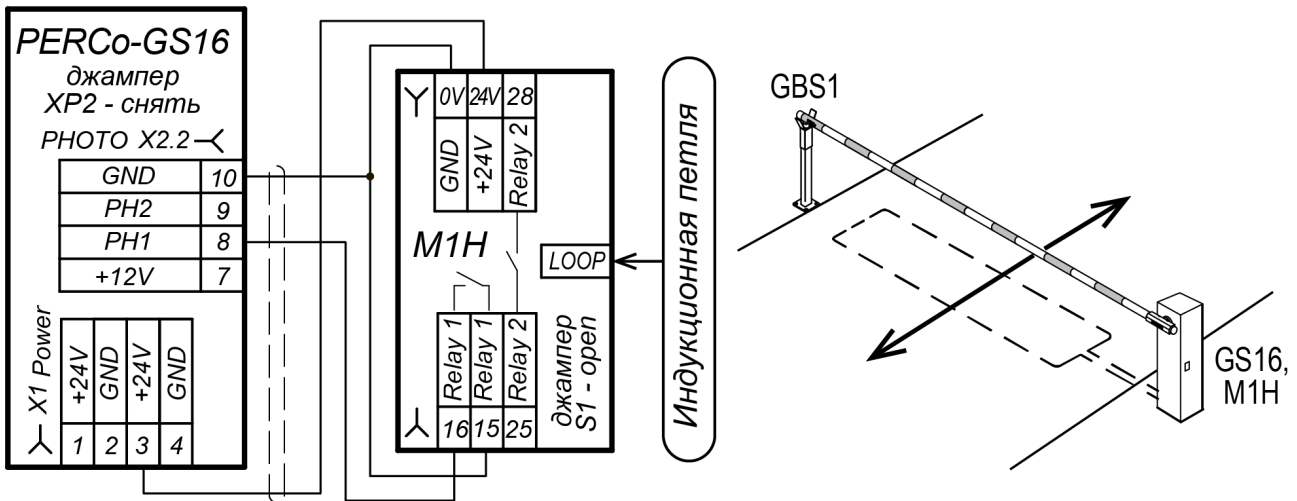 PERCo-GS16
джампер
XP2 - снять
PHOTO X2.2
GND 10
PH2 9
PH1 8
+12V 7
X1 Power
+24V GND +24V GND
1 2 3 4
0V 24V 28
GND +24V Relay 2
M1H
LOOP
Relay 1 Relay 1 Relay 2
16 15 25
джампер
S1 - open
Индукционная петля
GBS1
GS16,
M1H